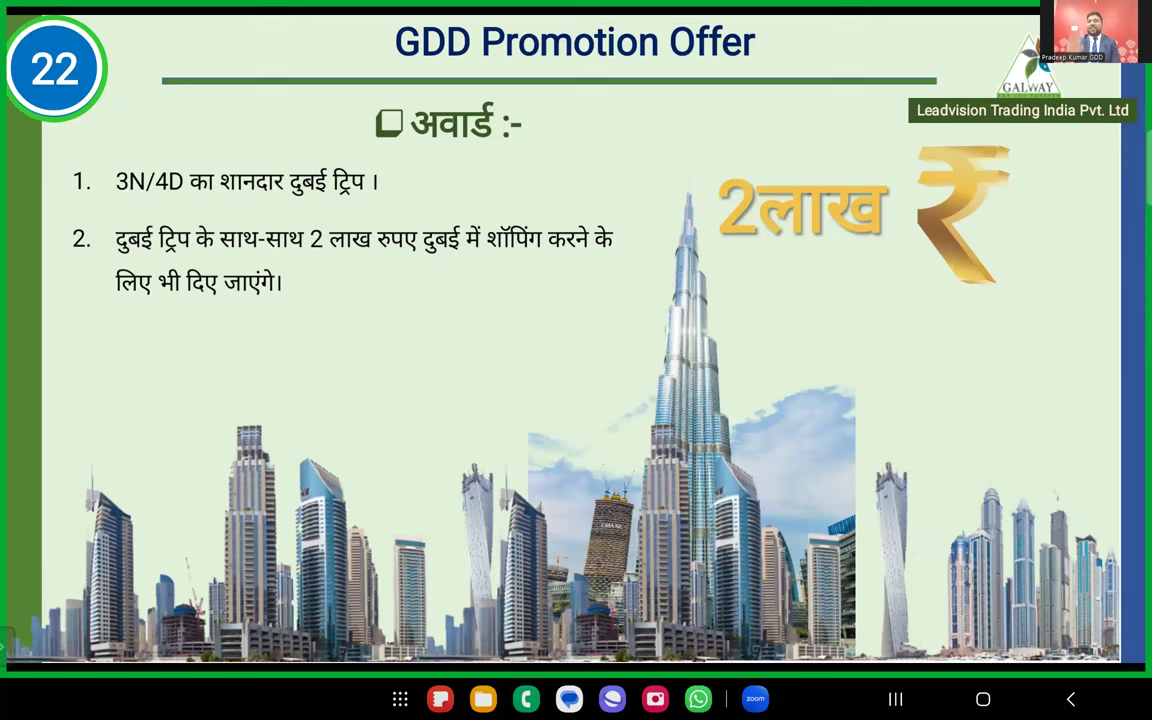 22
GDD Promotion Offer
Pradeep Kumar GDD
GALWAY
Leadvision Trading India Pvt. Ltd
अवार्ड :-
1. 3N/4D का शानदार दुबई ट्रिप ।
2लाख ₹
2. दुबई ट्रिप के साथ-साथ 2 लाख रुपए दुबई में शॉपिंग करने के
लिए भी दिए जाएंगे।
zoom